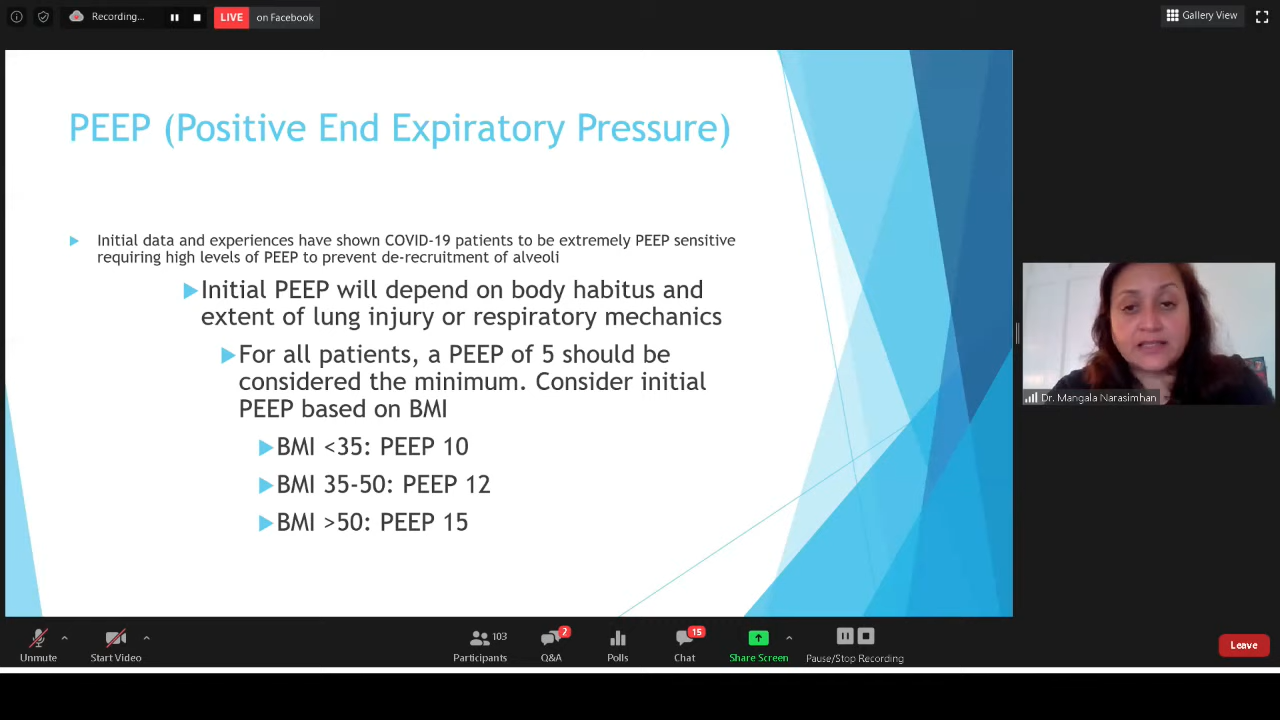 Recording...
LIVE on Facebook
Gallery View
PEEP (Positive End Expiratory Pressure)
Initial data and experiences have shown COVID-19 patients to be extremely PEEP sensitive
requiring high levels of PEEP to prevent de-recruitment of alveoli
Initial PEEP will depend on body habitus and
extent of lung injury or respiratory mechanics
For all patients, a PEEP of 5 should be
considered the minimum. Consider initial
PEEP based on BMI
BMI <35: PEEP 10
BMI 35-50: PEEP 12
BMI >50: PEEP 15
Dr. Mangala Narasimhan
103
2
15
Unmute
Start Video
Participants
Q&A
Polls
Chat
Share Screen
Pause/Stop Recording
Leave